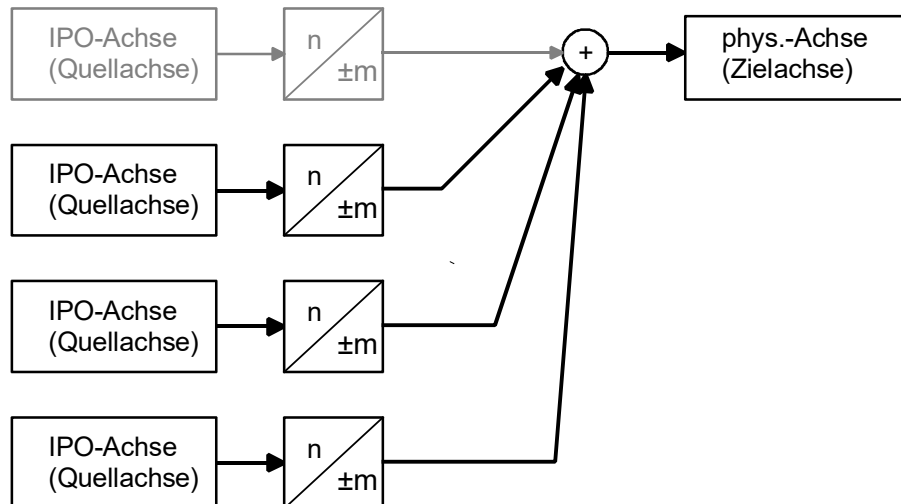 IPO-Achse
(Quellachse)
n
±m
+
phys.-Achse
(Zielachse)
IPO-Achse
(Quellachse)
n
±m
IPO-Achse
(Quellachse)
n
±m
IPO-Achse
(Quellachse)
n
±m